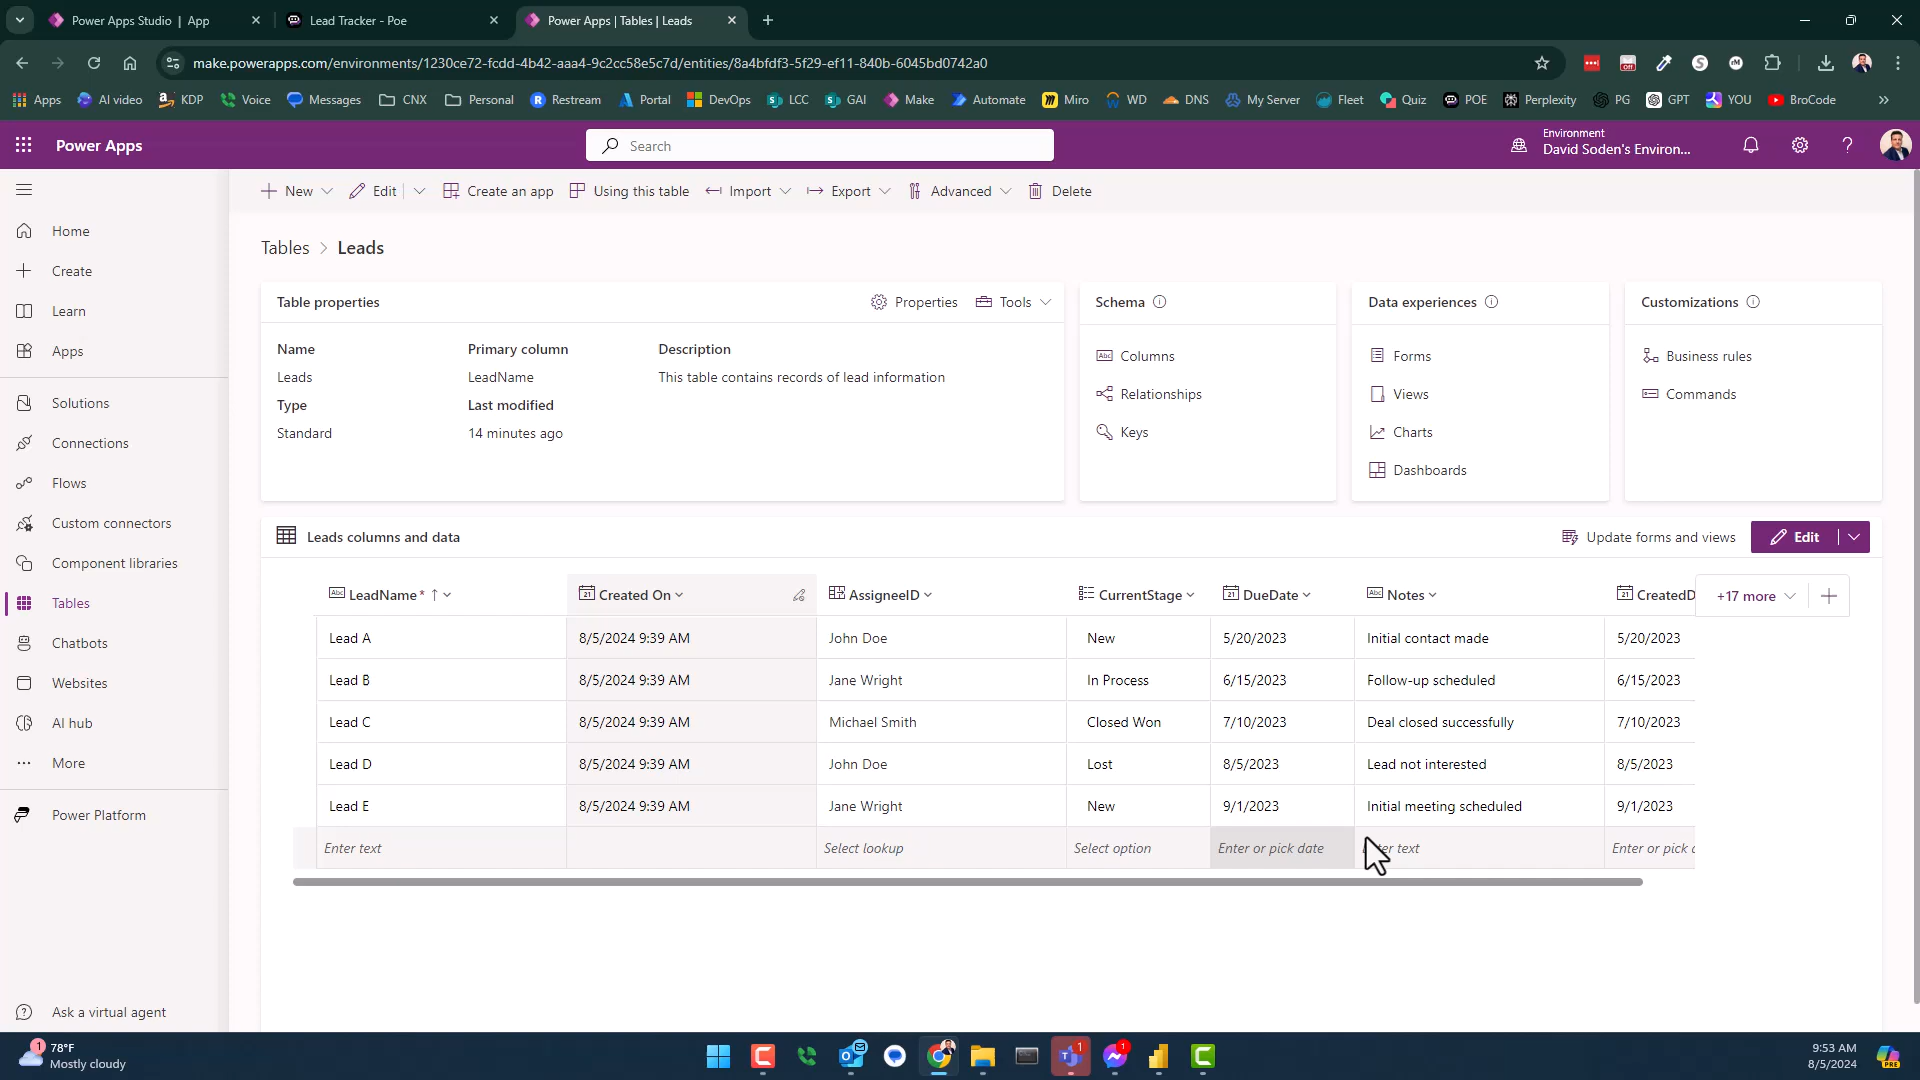 Power Apps Studio | App
Lead Tracker - Poe
Power Apps | Tables | Leads
make.powerapps.com/environments/1230ce72-fcdd-4b42-aaa4-9c2cc58e5c7d/entities/8a4bfdf3-5f29-ef11-840b-6045bd0742a0
Apps AI video KDP Voice Messages CNX Personal Restream Portal DevOps LCC GAI Make Automate Miro WD DNS My Server Fleet Quiz POE Perplexity PG GPT YOU BroCode
Power Apps
Search
Environment
David Soden's Environ...
New Edit Create an app Using this table Import Export Advanced Delete
Home
Create
Learn
Apps
Solutions
Connections
Flows
Custom connectors
Component libraries
Tables
Chatbots
Websites
AI hub
More
Power Platform
Ask a virtual agent
Tables > Leads
Table properties Properties Tools
Name Primary column Description
Leads LeadName This table contains records of lead information
Type Last modified
Standard 14 minutes ago
Schema
Columns
Relationships
Keys
Data experiences
Forms
Views
Charts
Dashboards
Customizations
Business rules
Commands
Leads columns and data Update forms and views Edit
LeadName * Created On AssigneeID CurrentStage DueDate Notes CreatedD +17 more
Lead A 8/5/2024 9:39 AM John Doe New 5/20/2023 Initial contact made 5/20/2023
Lead B 8/5/2024 9:39 AM Jane Wright In Process 6/15/2023 Follow-up scheduled 6/15/2023
Lead C 8/5/2024 9:39 AM Michael Smith Closed Won 7/10/2023 Deal closed successfully 7/10/2023
Lead D 8/5/2024 9:39 AM John Doe Lost 8/5/2023 Lead not interested 8/5/2023
Lead E 8/5/2024 9:39 AM Jane Wright New 9/1/2023 Initial meeting scheduled 9/1/2023
Enter text Select lookup Select option Enter or pick date text Enter or pick
1
78°F
Mostly cloudy
1
1
9:53 AM
8/5/2024